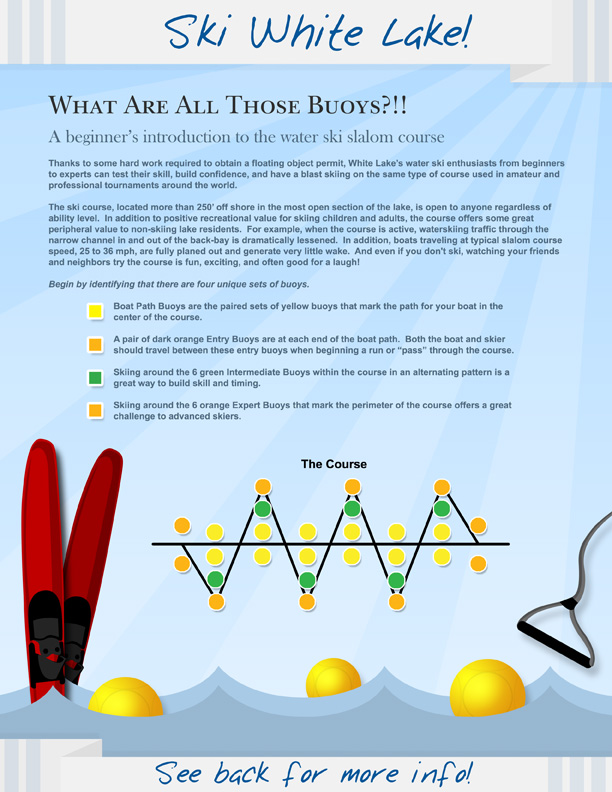 Ski White Lake!
What Are All Those Buoys?!!
A beginner's introduction to the water ski slalom course
Thanks to some hard work required to obtain a floating object permit, White Lake's water ski enthusiasts from beginners
to experts can test their skill, build confidence, and have a blast skiing on the same type of course used in amateur and
professional tournaments around the world.
The ski course, located more than 250' off shore in the most open section of the lake, is open to anyone regardless of
ability level.  In addition to positive recreational value for skiing children and adults, the course offers some great
peripheral value to non-skiing lake residents.  For example, when the course is active, waterskiing traffic through the
narrow channel in and out of the back-bay is dramatically lessened.  In addition, boats traveling at typical slalom course
speed, 25 to 36 mph, are fully planed out and generate very little wake.  And even if you don't ski, watching your friends
and neighbors try the course is fun, exciting, and often good for a laugh!
Begin by identifying that there are four unique sets of buoys.
Boat Path Buoys are the paired sets of yellow buoys that mark the path for your boat in the
center of the course.
A pair of dark orange Entry Buoys are at each end of the boat path.  Both the boat and skier
should travel between these entry buoys when beginning a run or “pass” through the course.
Skiing around the 6 green Intermediate Buoys within the course in an alternating pattern is a
great way to build skill and timing.
Skiing around the 6 orange Expert Buoys that mark the perimeter of the course offers a great
challenge to advanced skiers.
The Course
See back for more info!